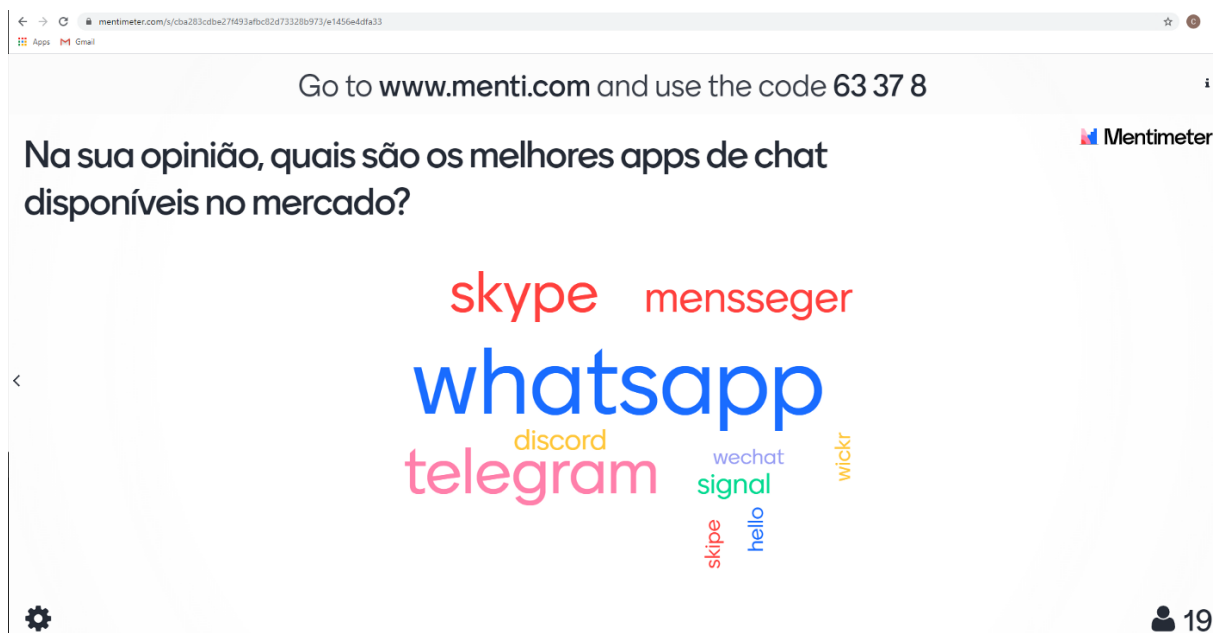 mentimeter.com/s/cba283cdbe27f493afbc82d73328b973/e1456e4dfa33
C
Apps Gmail
Go to www.menti.com and use the code 63 37 8
i
Mentimeter
Na sua opinião, quais são os melhores apps de chat
disponíveis no mercado?
skype mensseger
whatsapp
discord
telegram
wechat
signal
wickr
skipe
hello
19